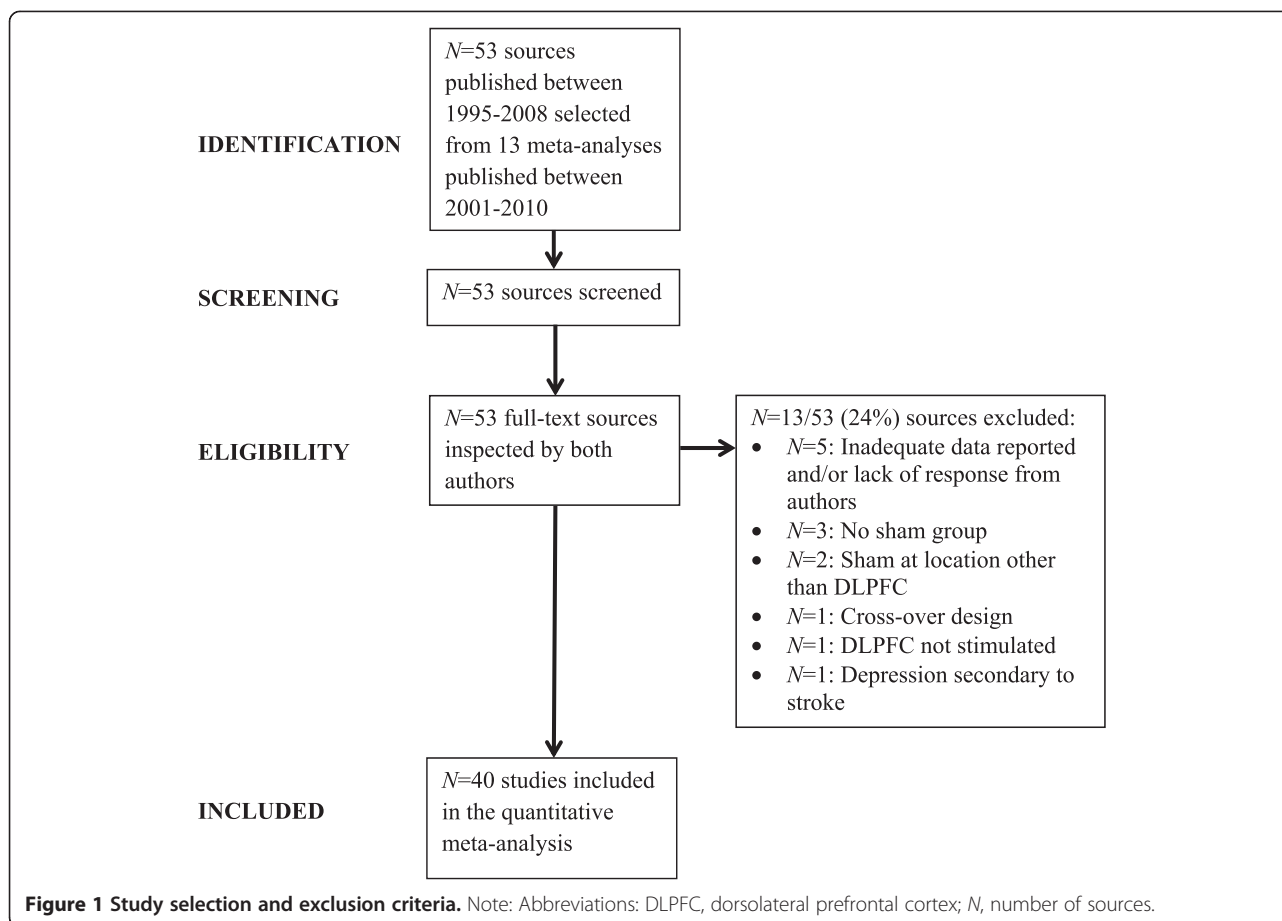 N=53 sources
published between
1995-2008 selected
from 13 meta-analyses
published between
2001-2010
IDENTIFICATION
SCREENING
N=53 sources screened
ELIGIBILITY
N=53 full-text sources
inspected by both
authors
N=13/53 (24%) sources excluded:
• N=5: Inadequate data reported
and/or lack of response from
authors
• N=3: No sham group
• N=2: Sham at location other
than DLPFC
• N=1: Cross-over design
• N=1: DLPFC not stimulated
• N=1: Depression secondary to
stroke
INCLUDED
N=40 studies included
in the quantitative
meta-analysis
Figure 1 Study selection and exclusion criteria. Note: Abbreviations: DLPFC, dorsolateral prefrontal cortex; N, number of sources.